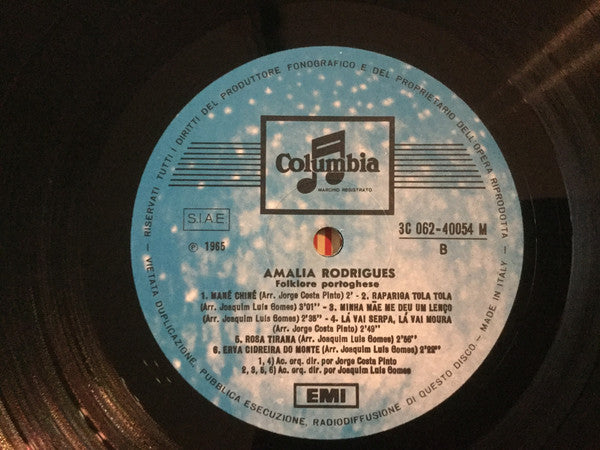 RISERVATI TUTTI I DIRITTI DEL PRODUTTORE FONOGRAFICO E DEL PROPRIETARIO DELL'OPERA RIPRODOTTA
Columbia
MARCHIO REGISTRATO
S.I.A.E.
3C 062-40054 M
℗ 1965
B
AMALIA RODRIGUES
Folklore portoghese
1. MANÊ CHINÊ (Arr. Jorge Costa Pinto) 2' - 2. RAPARIGA TOLA TOLA
(Arr. Joaquim Luis Gomes) 3'01" - 3. MINHA MÃE ME DEU UM LENÇO
(Arr. Joaquim Luis Gomes) 2'35" - 4. LÁ VAI SERPA, LÁ VAI MOURA
(Arr. Jorge Costa Pinto) 2'49"
5. ROSA TIRANA (Arr. Joaquim Luis Gomes) 2'56"
6. ERVA CIDREIRA DO MONTE (Arr. Joaquim Luis Gomes) 2'22"
1, 4) Ac. orq. dir. por Jorge Costa Pinto
2, 3, 5, 6) Ac. orq. dir. por Joaquim Luis Gomes
EMI
VIETATA DUPLICAZIONE, PUBBLICA ESECUZIONE, RADIODIFFUSIONE DI QUESTO DISCO - MADE IN ITALY -